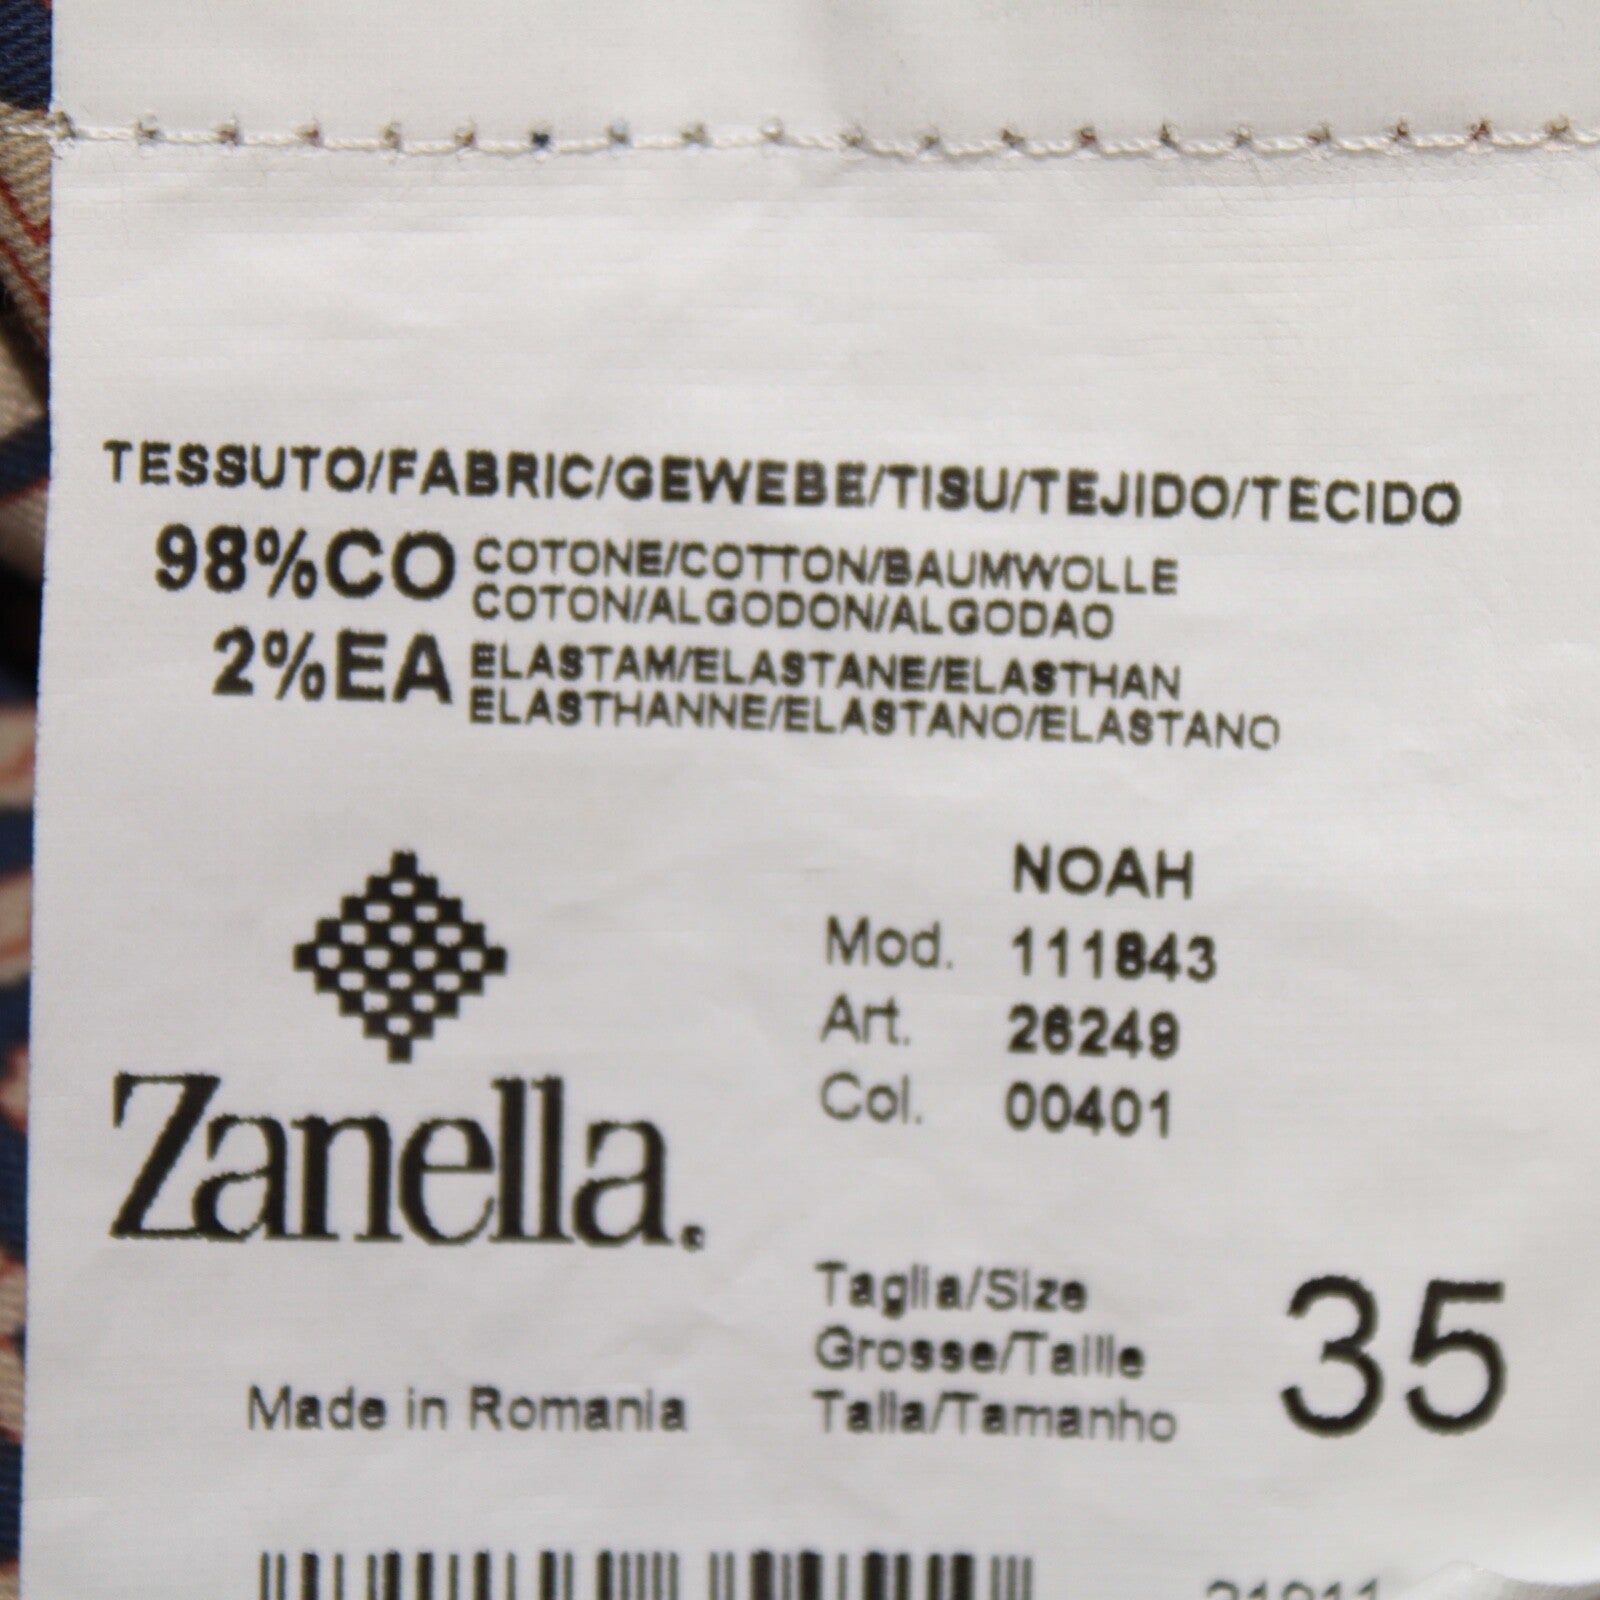 TESSUTO/FABRIC/GEWEBE/TISU/TEJIDO/TECIDO
98%CO COTONE/COTTON/BAUMWOLLE
COTON/ALGODON/ALGODAO
2%EA ELASTAM/ELASTANE/ELASTHAN
ELASTHANNE/ELASTANO/ELASTANO
NOAH
Mod. 111843
Art. 26249
Col. 00401
Zanella.
Taglia/Size
Grosse/Taille
Talla/Tamanho
35
Made in Romania